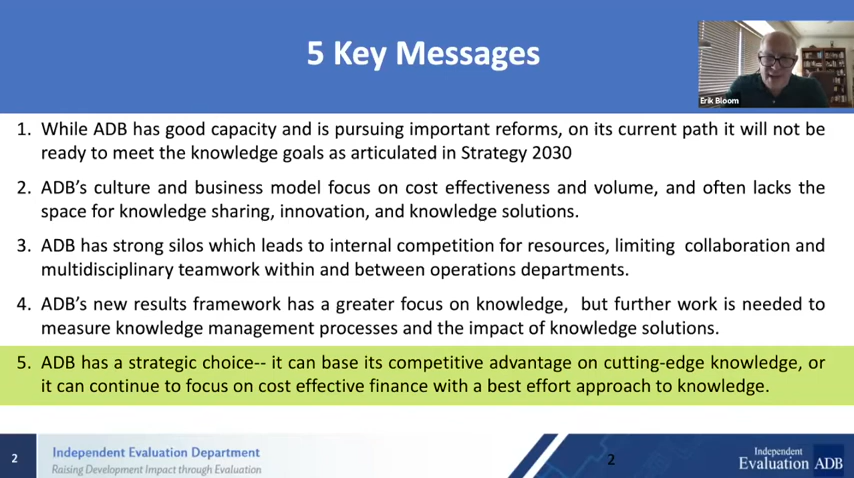 5 Key Messages
Erik Bloom
1. While ADB has good capacity and is pursuing important reforms, on its current path it will not be
ready to meet the knowledge goals as articulated in Strategy 2030
2. ADB's culture and business model focus on cost effectiveness and volume, and often lacks the
space for knowledge sharing, innovation, and knowledge solutions.
3. ADB has strong silos which leads to internal competition for resources, limiting collaboration and
multidisciplinary teamwork within and between operations departments.
4. ADB's new results framework has a greater focus on knowledge, but further work is needed to
measure knowledge management processes and the impact of knowledge solutions.
5. ADB has a strategic choice-- it can base its competitive advantage on cutting-edge knowledge, or
it can continue to focus on cost effective finance with a best effort approach to knowledge.
2
Independent Evaluation Department
Raising Development Impact through Evaluation
2
Independent
Evaluation ADB